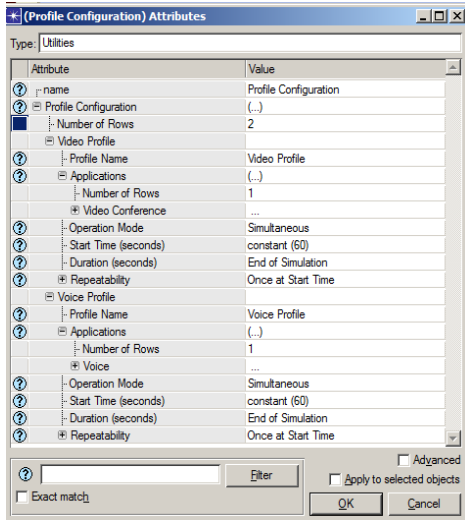 (Profile Configuration) Attributes
Type: Utilities
Attribute Value
name Profile Configuration
Profile Configuration (...)
Number of Rows 2
Video Profile
Profile Name Video Profile
Applications (...)
Number of Rows 1
Video Conference ...
Operation Mode Simultaneous
Start Time (seconds) constant (60)
Duration (seconds) End of Simulation
Repeatability Once at Start Time
Voice Profile
Profile Name Voice Profile
Applications (...)
Number of Rows 1
Voice ...
Operation Mode Simultaneous
Start Time (seconds) constant (60)
Duration (seconds) End of Simulation
Repeatability Once at Start Time
Advanced
Filter
Apply to selected objects
Exact match
OK Cancel